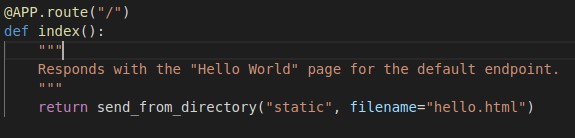 @APP.route("/")
def index():
    """
    Responds with the "Hello World" page for the default endpoint.
    """
    return send_from_directory("static", filename="hello.html")